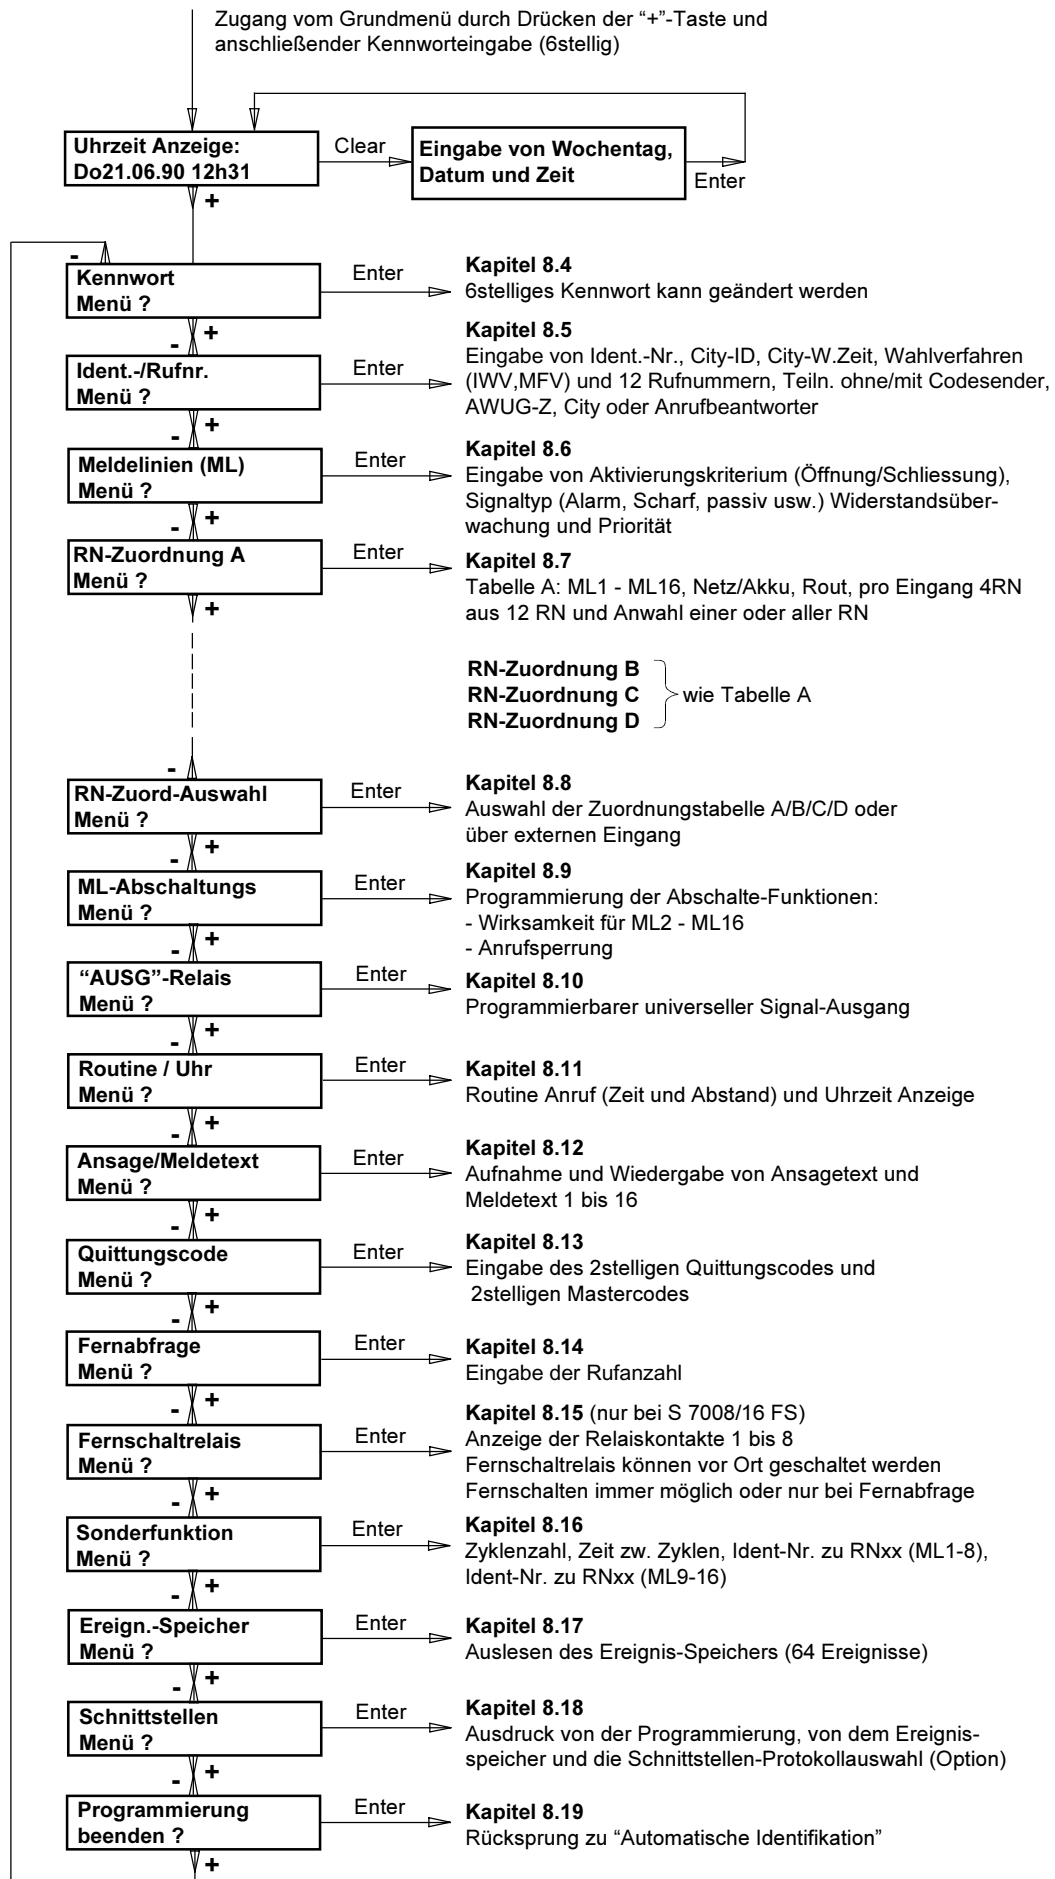 Zugang vom Grundmenü durch Drücken der “+”-Taste und
anschließender Kennworteingabe (6stellig)
Uhrzeit Anzeige:
Do21.06.90 12h31
Clear
Eingabe von Wochentag,
Datum und Zeit
Enter
+
-
Kennwort
Menü ?
Enter
Kapitel 8.4
6stelliges Kennwort kann geändert werden
+
-
Ident.-/Rufnr.
Menü ?
Enter
Kapitel 8.5
Eingabe von Ident.-Nr., City-ID, City-W.Zeit, Wahlverfahren
(IWV,MFV) und 12 Rufnummern, Teiln. ohne/mit Codesender,
AWUG-Z, City oder Anrufbeantworter
+
-
Meldelinien (ML)
Menü ?
Enter
Kapitel 8.6
Eingabe von Aktivierungskriterium (Öffnung/Schliessung),
Signaltyp (Alarm, Scharf, passiv usw.) Widerstandsüber-
wachung und Priorität
+
-
RN-Zuordnung A
Menü ?
Enter
Kapitel 8.7
Tabelle A: ML1 - ML16, Netz/Akku, Rout, pro Eingang 4RN
aus 12 RN und Anwahl einer oder aller RN
+
RN-Zuordnung B
RN-Zuordnung C
RN-Zuordnung D
wie Tabelle A
-
RN-Zuord-Auswahl
Menü ?
Enter
Kapitel 8.8
Auswahl der Zuordnungstabelle A/B/C/D oder
über externen Eingang
+
-
ML-Abschaltungs
Menü ?
Enter
Kapitel 8.9
Programmierung der Abschalte-Funktionen:
- Wirksamkeit für ML2 - ML16
- Anrufsperrung
+
-
“AUSG”-Relais
Menü ?
Enter
Kapitel 8.10
Programmierbarer universeller Signal-Ausgang
+
-
Routine / Uhr
Menü ?
Enter
Kapitel 8.11
Routine Anruf (Zeit und Abstand) und Uhrzeit Anzeige
+
-
Ansage/Meldetext
Menü ?
Enter
Kapitel 8.12
Aufnahme und Wiedergabe von Ansagetext und
Meldetext 1 bis 16
+
-
Quittungscode
Menü ?
Enter
Kapitel 8.13
Eingabe des 2stelligen Quittungscodes und
2stelligen Mastercodes
+
-
Fernabfrage
Menü ?
Enter
Kapitel 8.14
Eingabe der Rufanzahl
+
-
Fernschaltrelais
Menü ?
Enter
Kapitel 8.15 (nur bei S 7008/16 FS)
Anzeige der Relaiskontakte 1 bis 8
Fernschaltrelais können vor Ort geschaltet werden
Fernschalten immer möglich oder nur bei Fernabfrage
+
-
Sonderfunktion
Menü ?
Enter
Kapitel 8.16
Zyklenzahl, Zeit zw. Zyklen, Ident-Nr. zu RNxx (ML1-8),
Ident-Nr. zu RNxx (ML9-16)
+
-
Ereign.-Speicher
Menü ?
Enter
Kapitel 8.17
Auslesen des Ereignis-Speichers (64 Ereignisse)
+
-
Schnittstellen
Menü ?
Enter
Kapitel 8.18
Ausdruck von der Programmierung, von dem Ereignis-
speicher und die Schnittstellen-Protokollauswahl (Option)
+
-
Programmierung
beenden ?
Enter
Kapitel 8.19
Rücksprung zu “Automatische Identifikation”
+